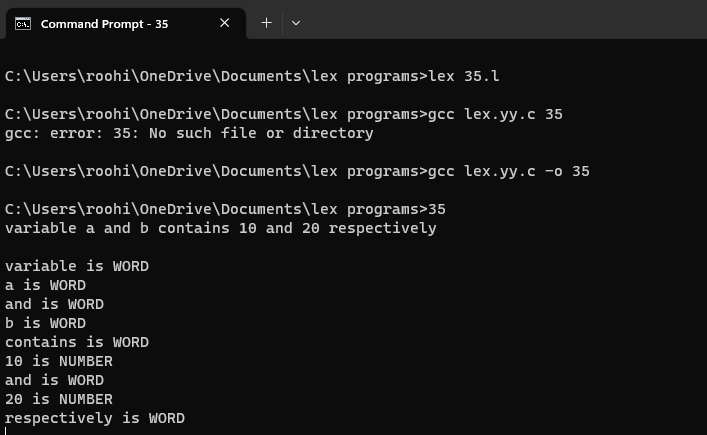 Command Prompt - 35
C:\Users\roohi\OneDrive\Documents\lex programs>lex 35.l
C:\Users\roohi\OneDrive\Documents\lex programs>gcc lex.yy.c 35
gcc: error: 35: No such file or directory
C:\Users\roohi\OneDrive\Documents\lex programs>gcc lex.yy.c -o 35
C:\Users\roohi\OneDrive\Documents\lex programs>35
variable a and b contains 10 and 20 respectively
variable is WORD
a is WORD
and is WORD
b is WORD
contains is WORD
10 is NUMBER
and is WORD
20 is NUMBER
respectively is WORD